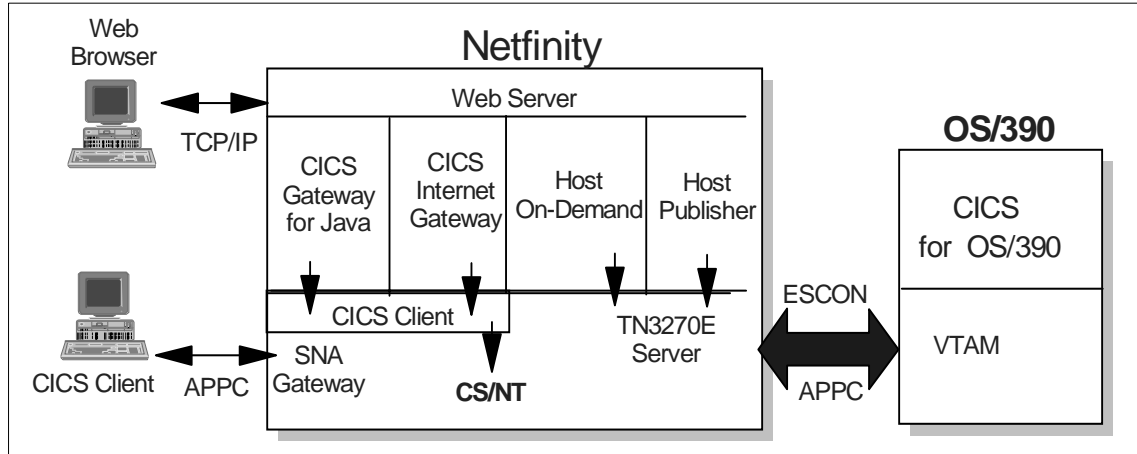 Web
Browser
TCP/IP
CICS Client
APPC
Netfinity
Web Server
CICS
Gateway
for Java
CICS
Internet
Gateway
Host
On-Demand
Host
Publisher
CICS Client
SNA
Gateway
CS/NT
TN3270E
Server
ESCON
APPC
OS/390
CICS
for OS/390
VTAM